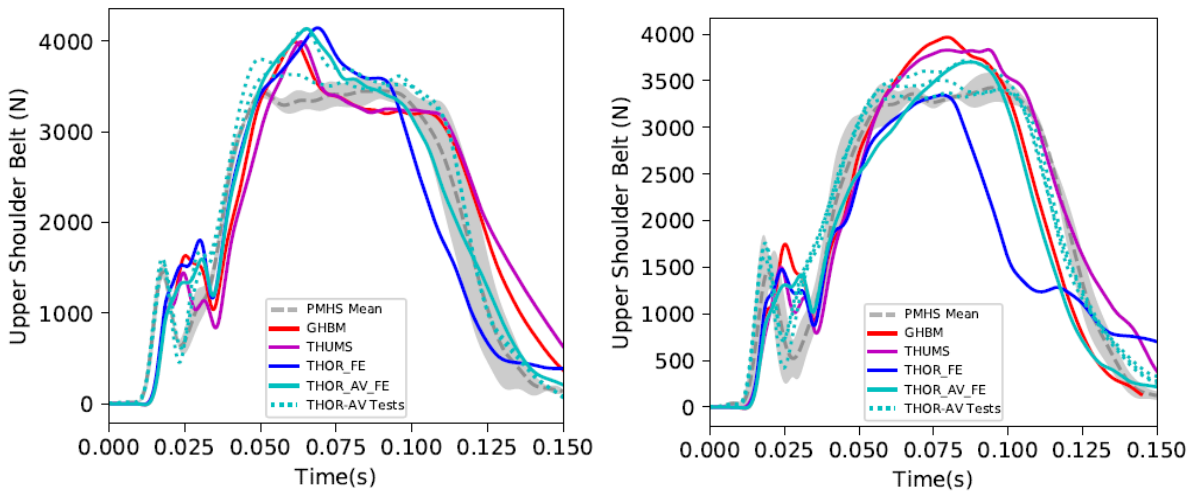 Upper Shoulder Belt (N)
4000
3000
2000
1000
0
0.000 0.025 0.050 0.075 0.100 0.125 0.150
Time(s)
PMHS Mean
GHBM
THUMS
THOR_FE
THOR_AV_FE
THOR-AV Tests
Upper Shoulder Belt (N)
4000
3500
3000
2500
2000
1500
1000
500
0
0.000 0.025 0.050 0.075 0.100 0.125 0.150
Time(s)
PMHS Mean
GHBM
THUMS
THOR_FE
THOR_AV_FE
THOR-AV Tests